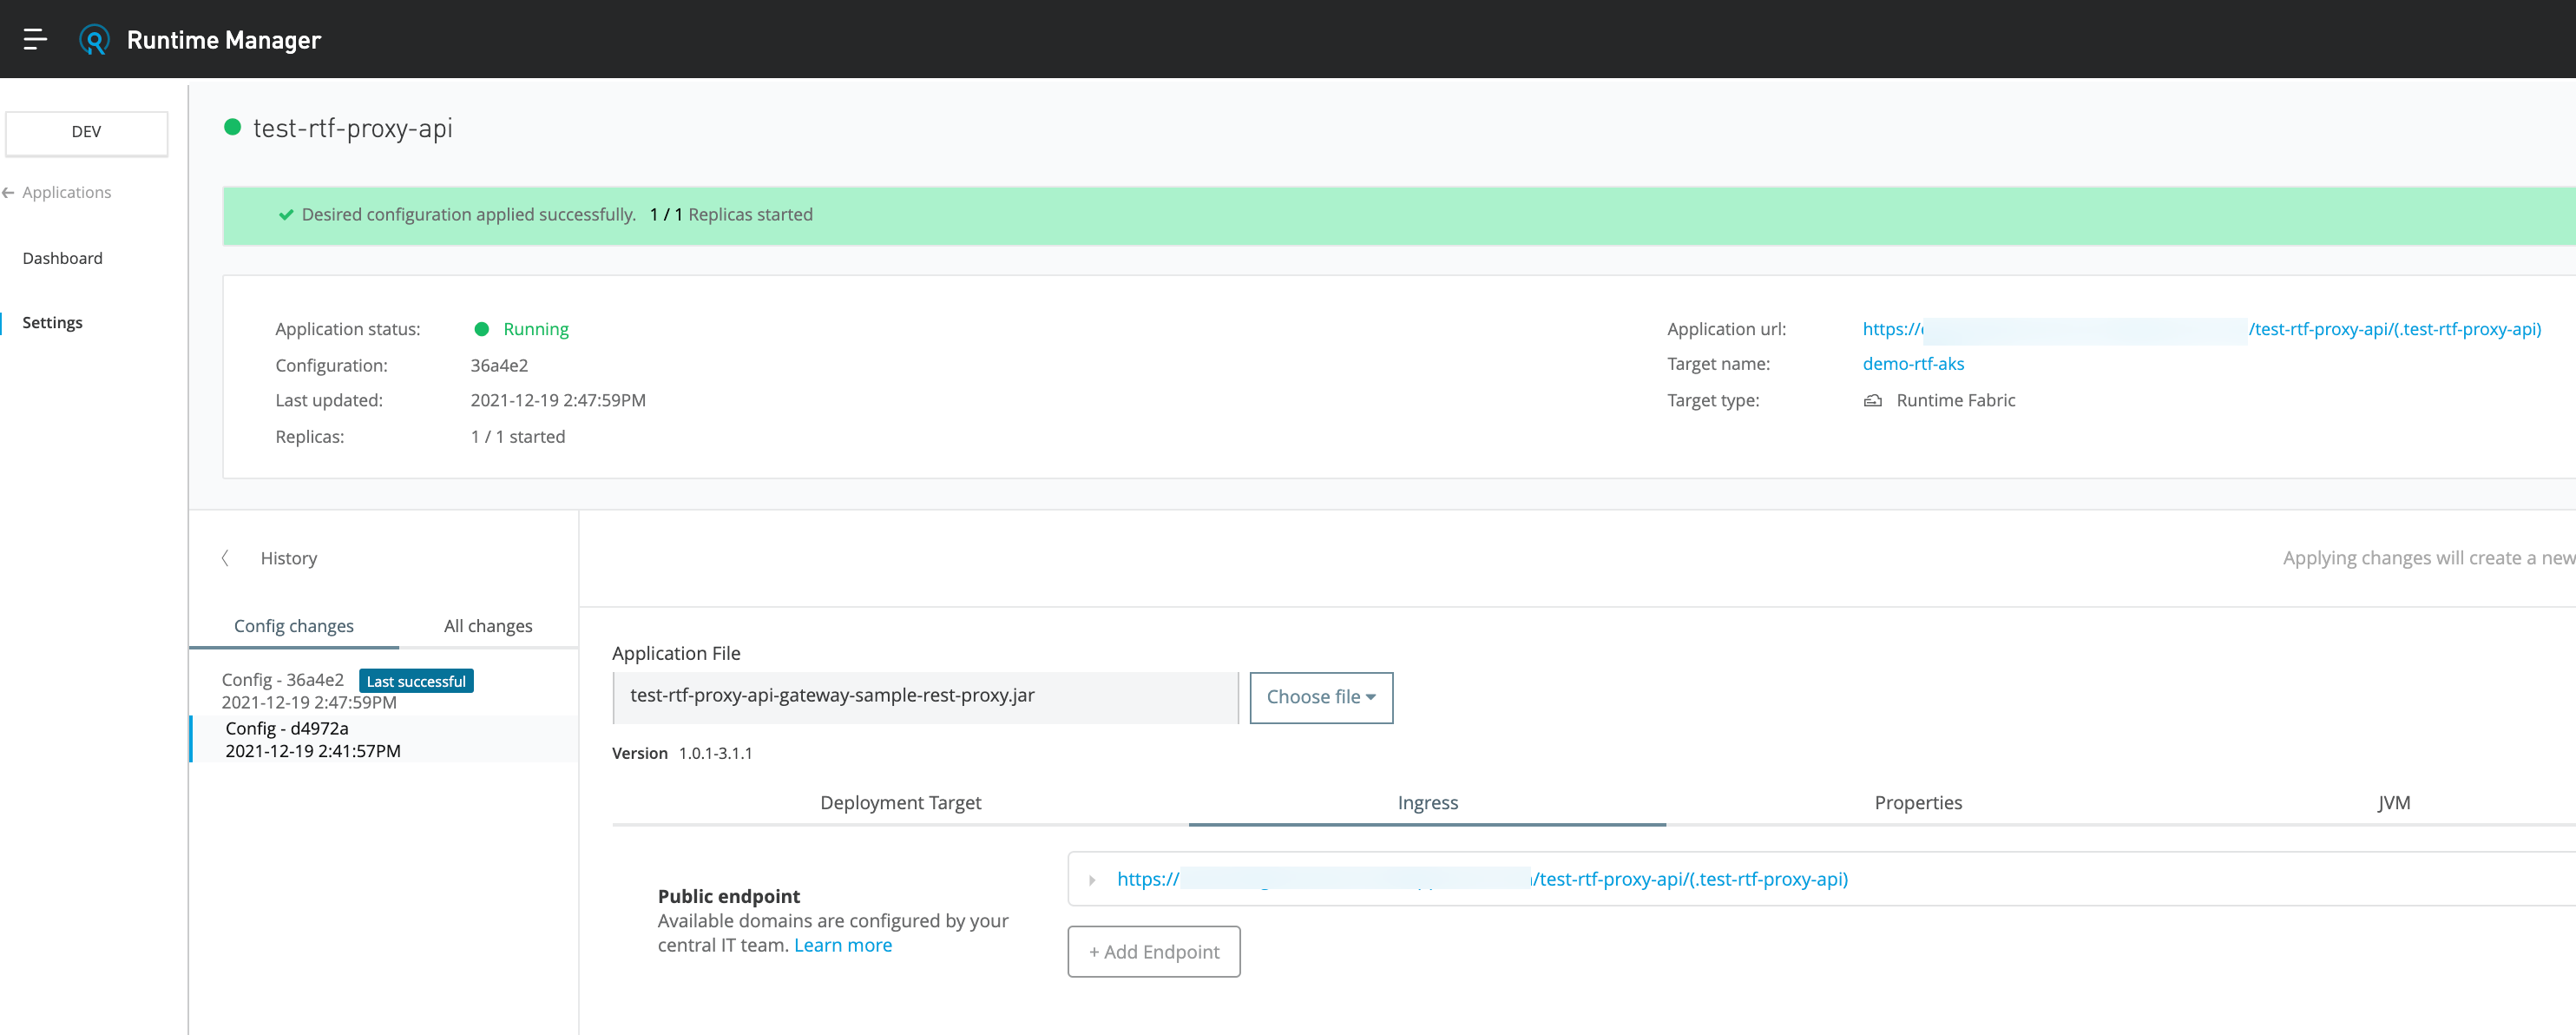 Runtime Manager
DEV
Applications
Dashboard
Settings
test-rtf-proxy-api
Desired configuration applied successfully. 1 / 1 Replicas started
Application status: Running
Configuration: 36a4e2
Last updated: 2021-12-19 2:47:59PM
Replicas: 1 / 1 started
Application url: https:// /test-rtf-proxy-api/(.test-rtf-proxy-api)
Target name: demo-rtf-aks
Target type: Runtime Fabric
History
Applying changes will create a new
Config changes All changes
Config - 36a4e2 Last successful
2021-12-19 2:47:59PM
Config - d4972a
2021-12-19 2:41:57PM
Application File
test-rtf-proxy-api-gateway-sample-rest-proxy.jar Choose file
Version 1.0.1-3.1.1
Deployment Target Ingress Properties JVM
Public endpoint
Available domains are configured by your
central IT team. Learn more
https:// /test-rtf-proxy-api/(.test-rtf-proxy-api)
+ Add Endpoint